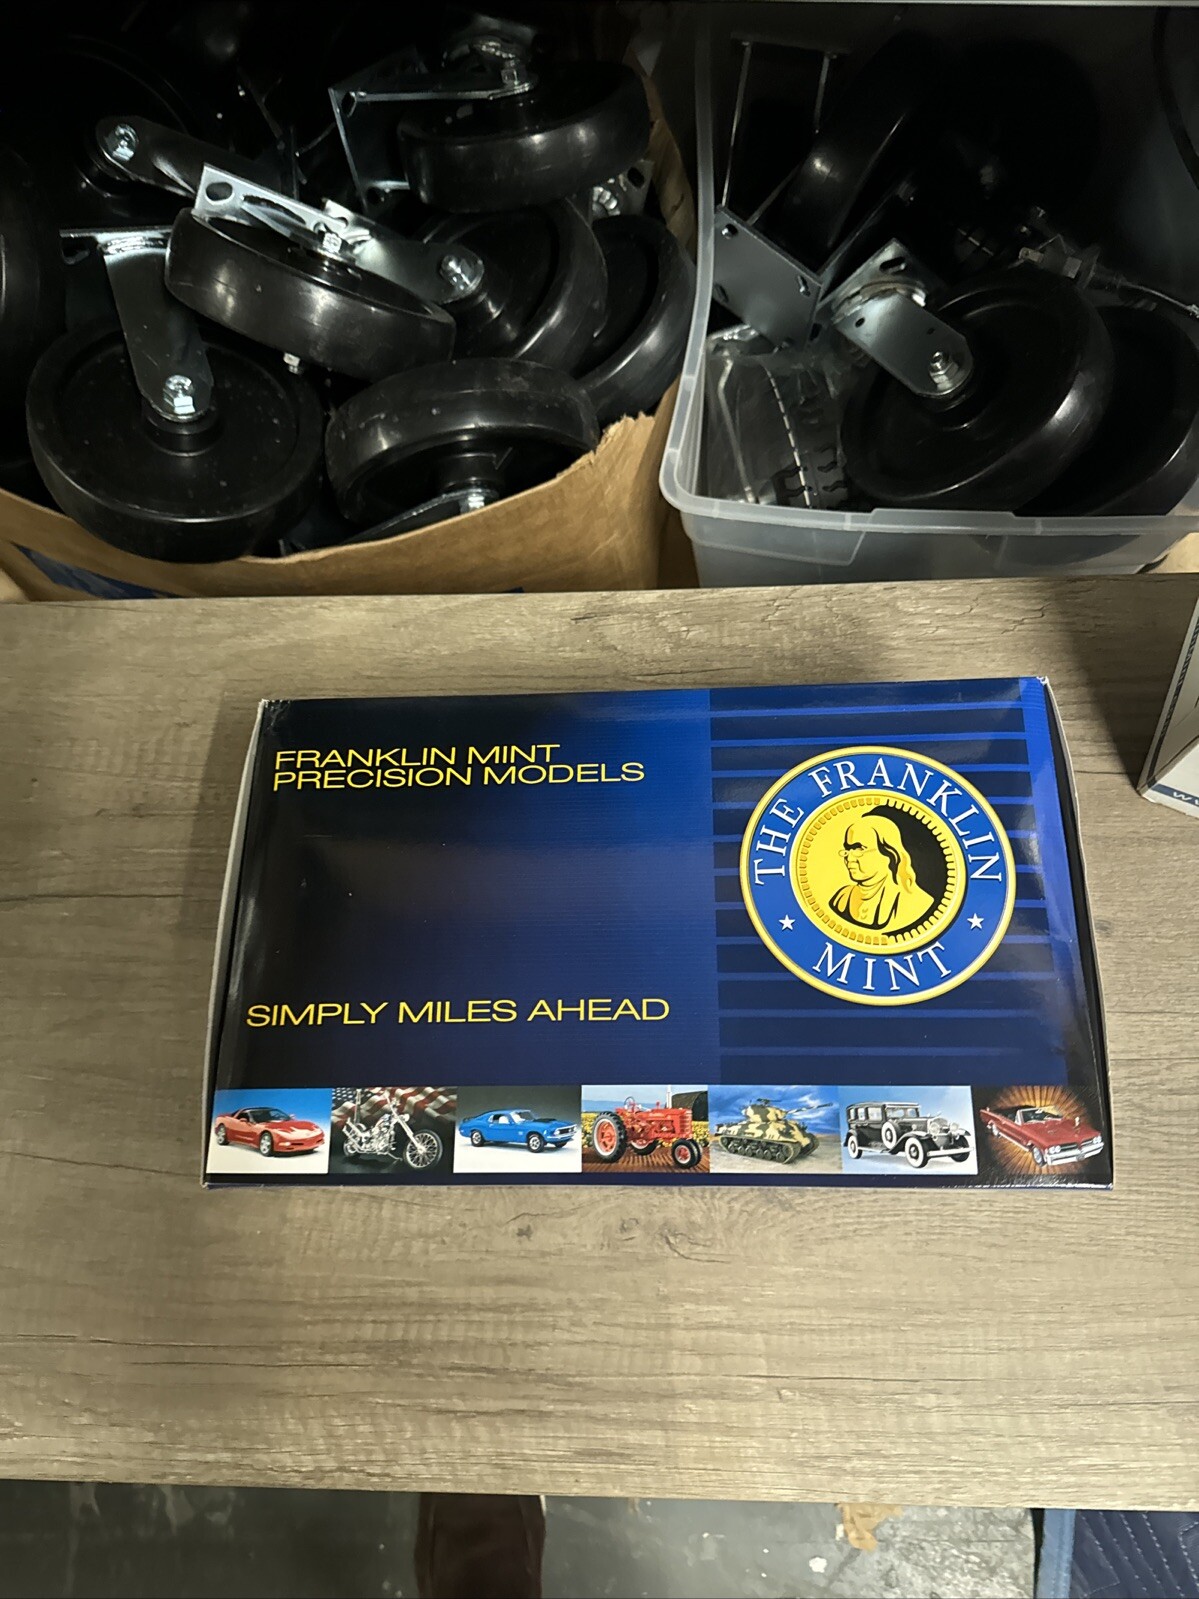 FRANKLIN MINT
PRECISION MODELS
THE FRANKLIN
MINT
SIMPLY MILES AHEAD